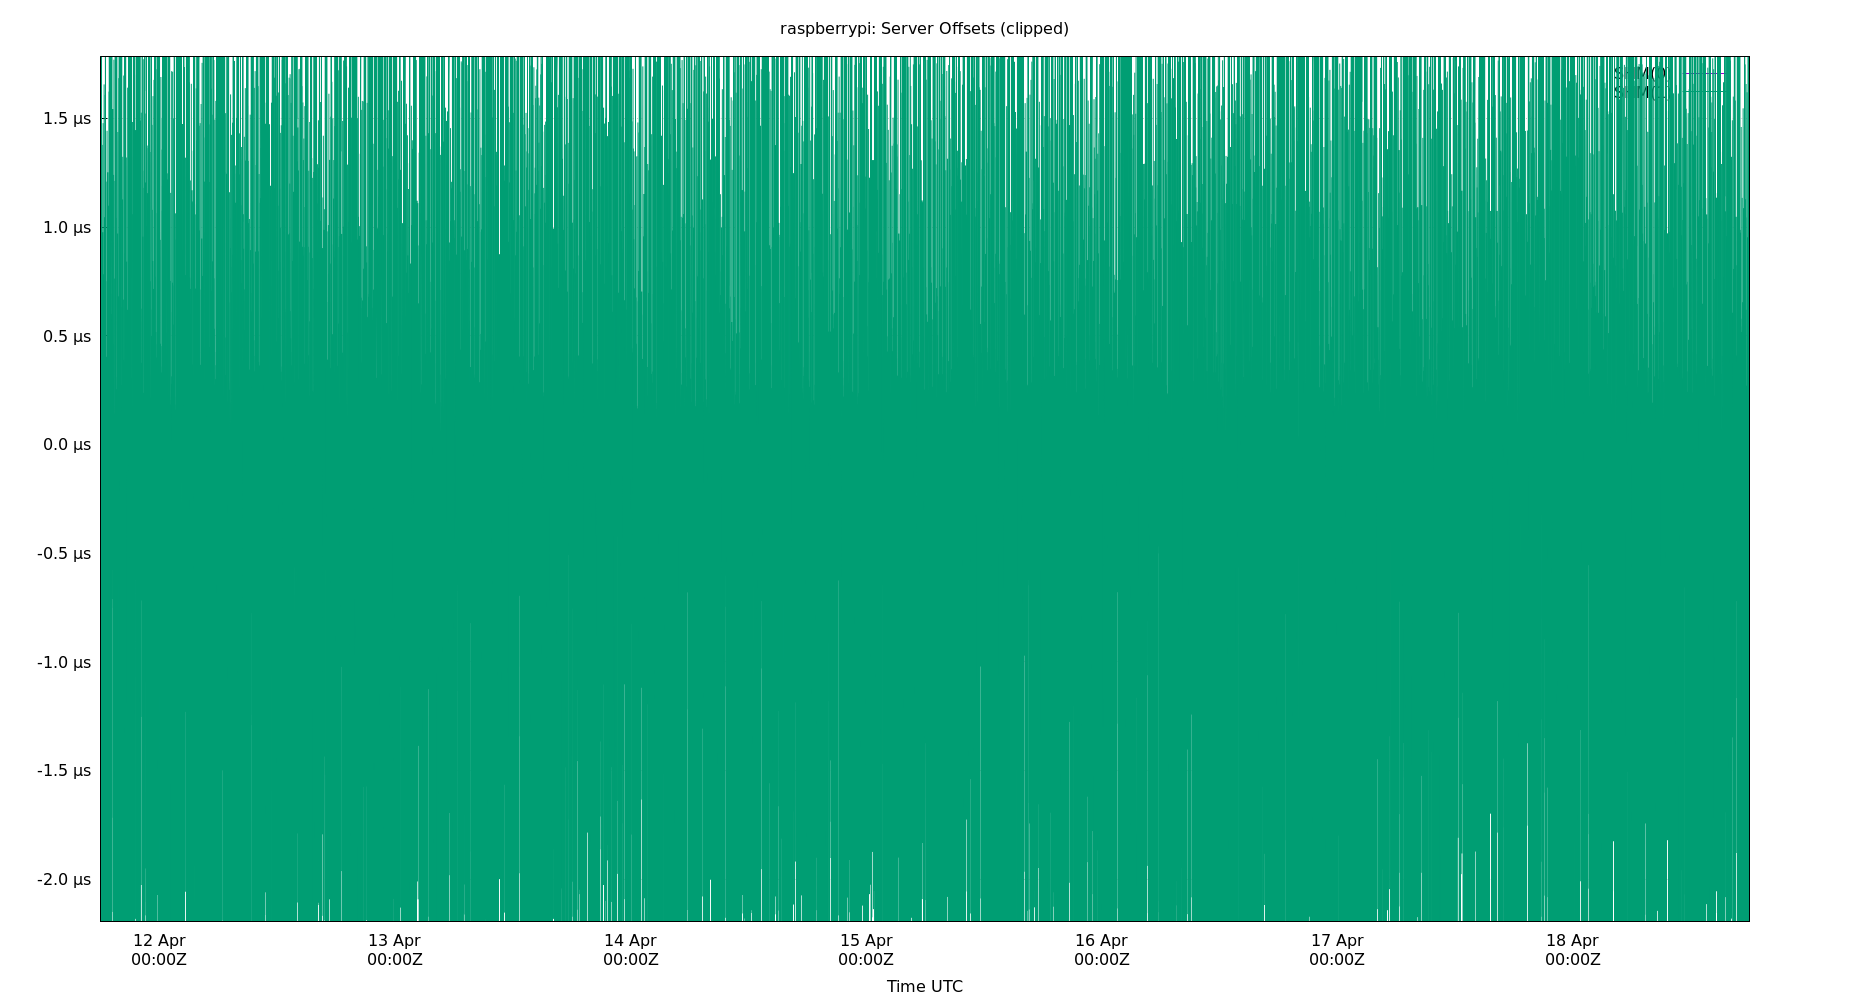 raspberrypi: Server Offsets (clipped)
SHM(0)
1.5 µs
1.0 µs
0.5 µs
0.0 µs
-0.5 µs
-1.0 µs
-1.5 µs
-2.0 µs
12 Apr 13 Apr 14 Apr 15 Apr 16 Apr 17 Apr 18 Apr
00:00Z 00:00Z 00:00Z 00:00Z 00:00Z 00:00Z 00:00Z
Time UTC